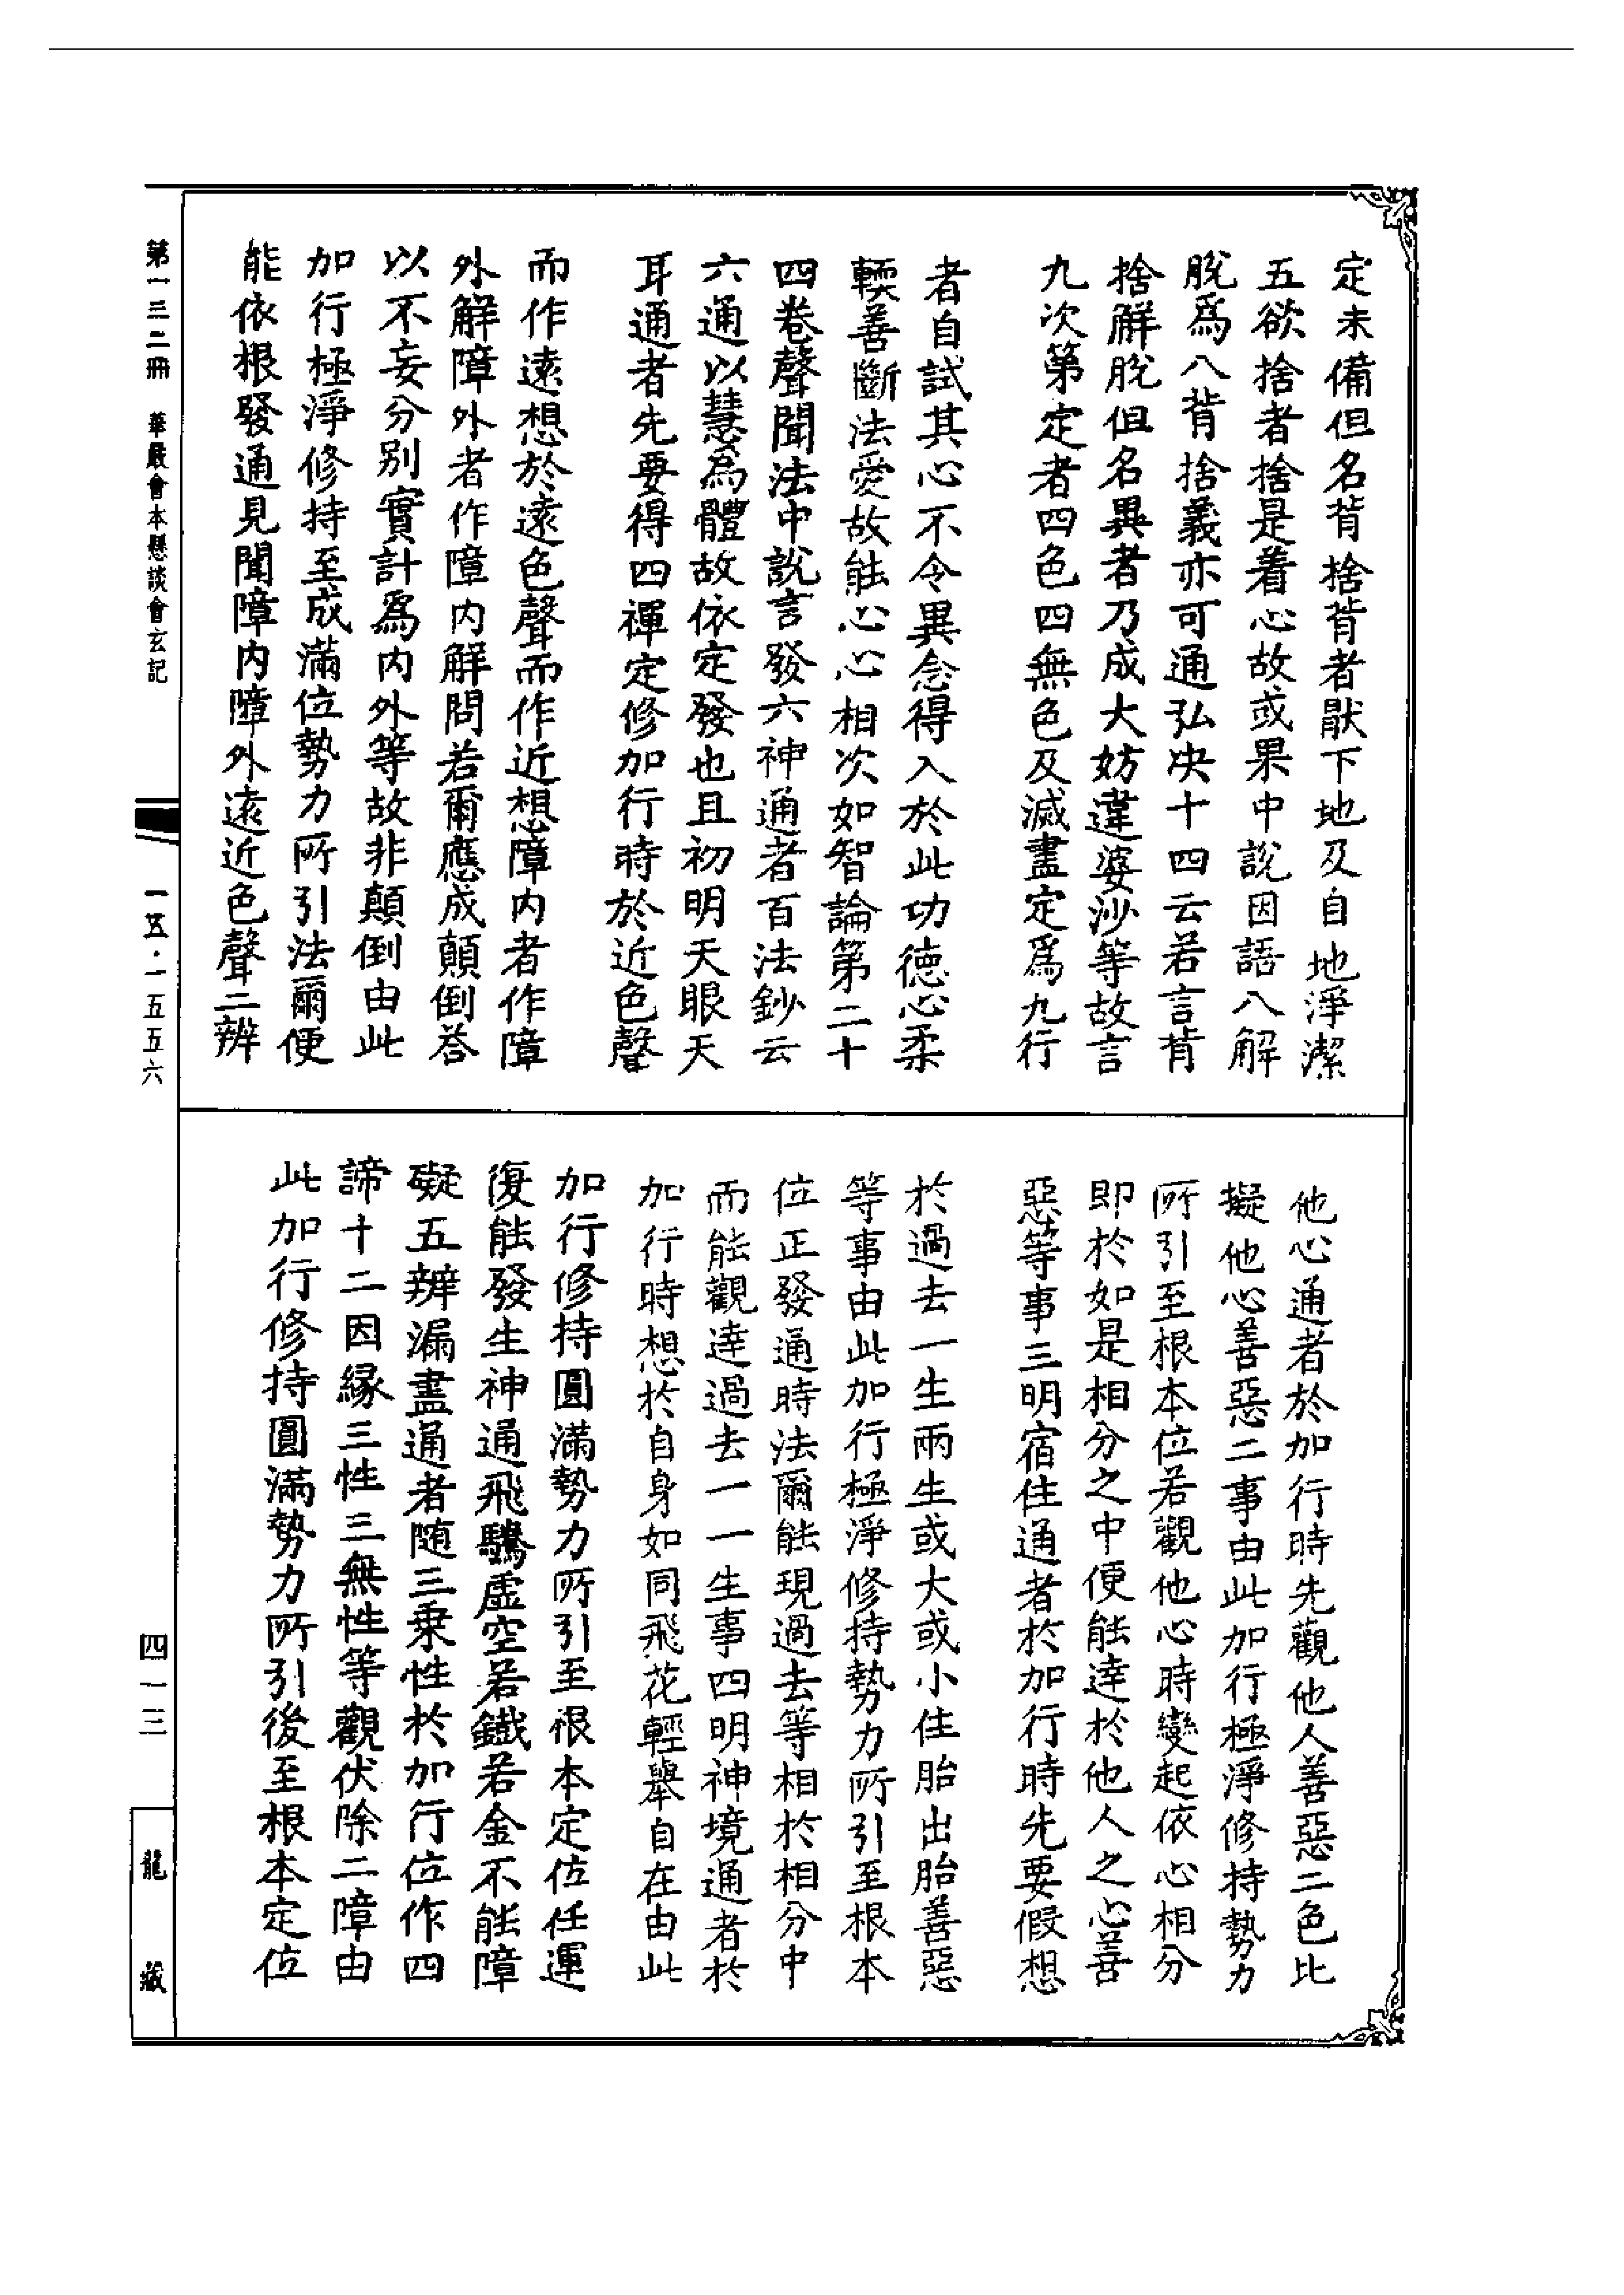 定未備但名背捨背者猒下地及自地淨潔
五欲捨者捨是着心故或果中說因語八解
脫爲八背捨義亦可通弘决十四云若言背
捨解脫但名異者乃成大妨違婆沙等故言
九次第定者四色四無色及滅盡定爲九行
者自試其心不令異念得入於此功德心柔
輭善斷法愛故能心心相次如智論第二十
四卷聲聞法中說言發六神通者百法鈔云
六通以慧為體故依定發也且初明天眼天
耳通者先要得四禪定修加行時於近色聲
而作遠想於遠色聲而作近想障内者作障
外解障外者作障内解問若爾應成顛倒荅
以不妄分别實計爲内外等故非顛倒由此
加行極淨修持至成滿位勢力所引法爾便
能依根發通見聞障内障外遠近色聲二辨
他心通者於加行時先觀他人善惡二色比
擬他心善惡二事由此加行極淨修持勢力
所引至根本位若觀他心時變起依心相分
即於如是相分之中便能達於他人之心善
惡等事三明宿住通者於加行時先要假想
於過去一生兩生或大或小住胎出胎善惡
等事由此加行極淨修持勢力所引至根本
位正發通時法爾能現過去等相於相分中
而能觀達過去一一生事四明神境通者於
加行時想於自身如同飛花輕舉自在由此
加行修持圓滿勢力所引至根本定位任運
復能發生神通飛騰虛空若鐵若金不能障
礙五辨漏盡通者随三乗性於加行位作四
諦十二因緣三性三無性等觀伏除二障由
此加行修持圓滿勢力所引後至根本定位
第一三二冊 華嚴會本懸談會玄記
一五·一五五六
四一三
龍藏